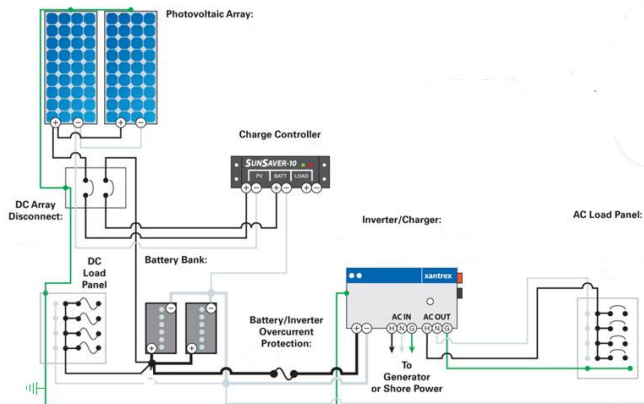 Photovoltaic Array:
+ − + −
Charge Controller
SUNSAVER-10
PV BATT LOAD
+ − + − + −
DC Array
Disconnect:
Inverter/Charger:
AC Load Panel:
DC
Load
Panel
Battery Bank:
xantrex
Battery/Inverter
Overcurrent
Protection:
AC IN AC OUT
+ − H N G H N G
− −
+ +
To
Generator
or Shore Power